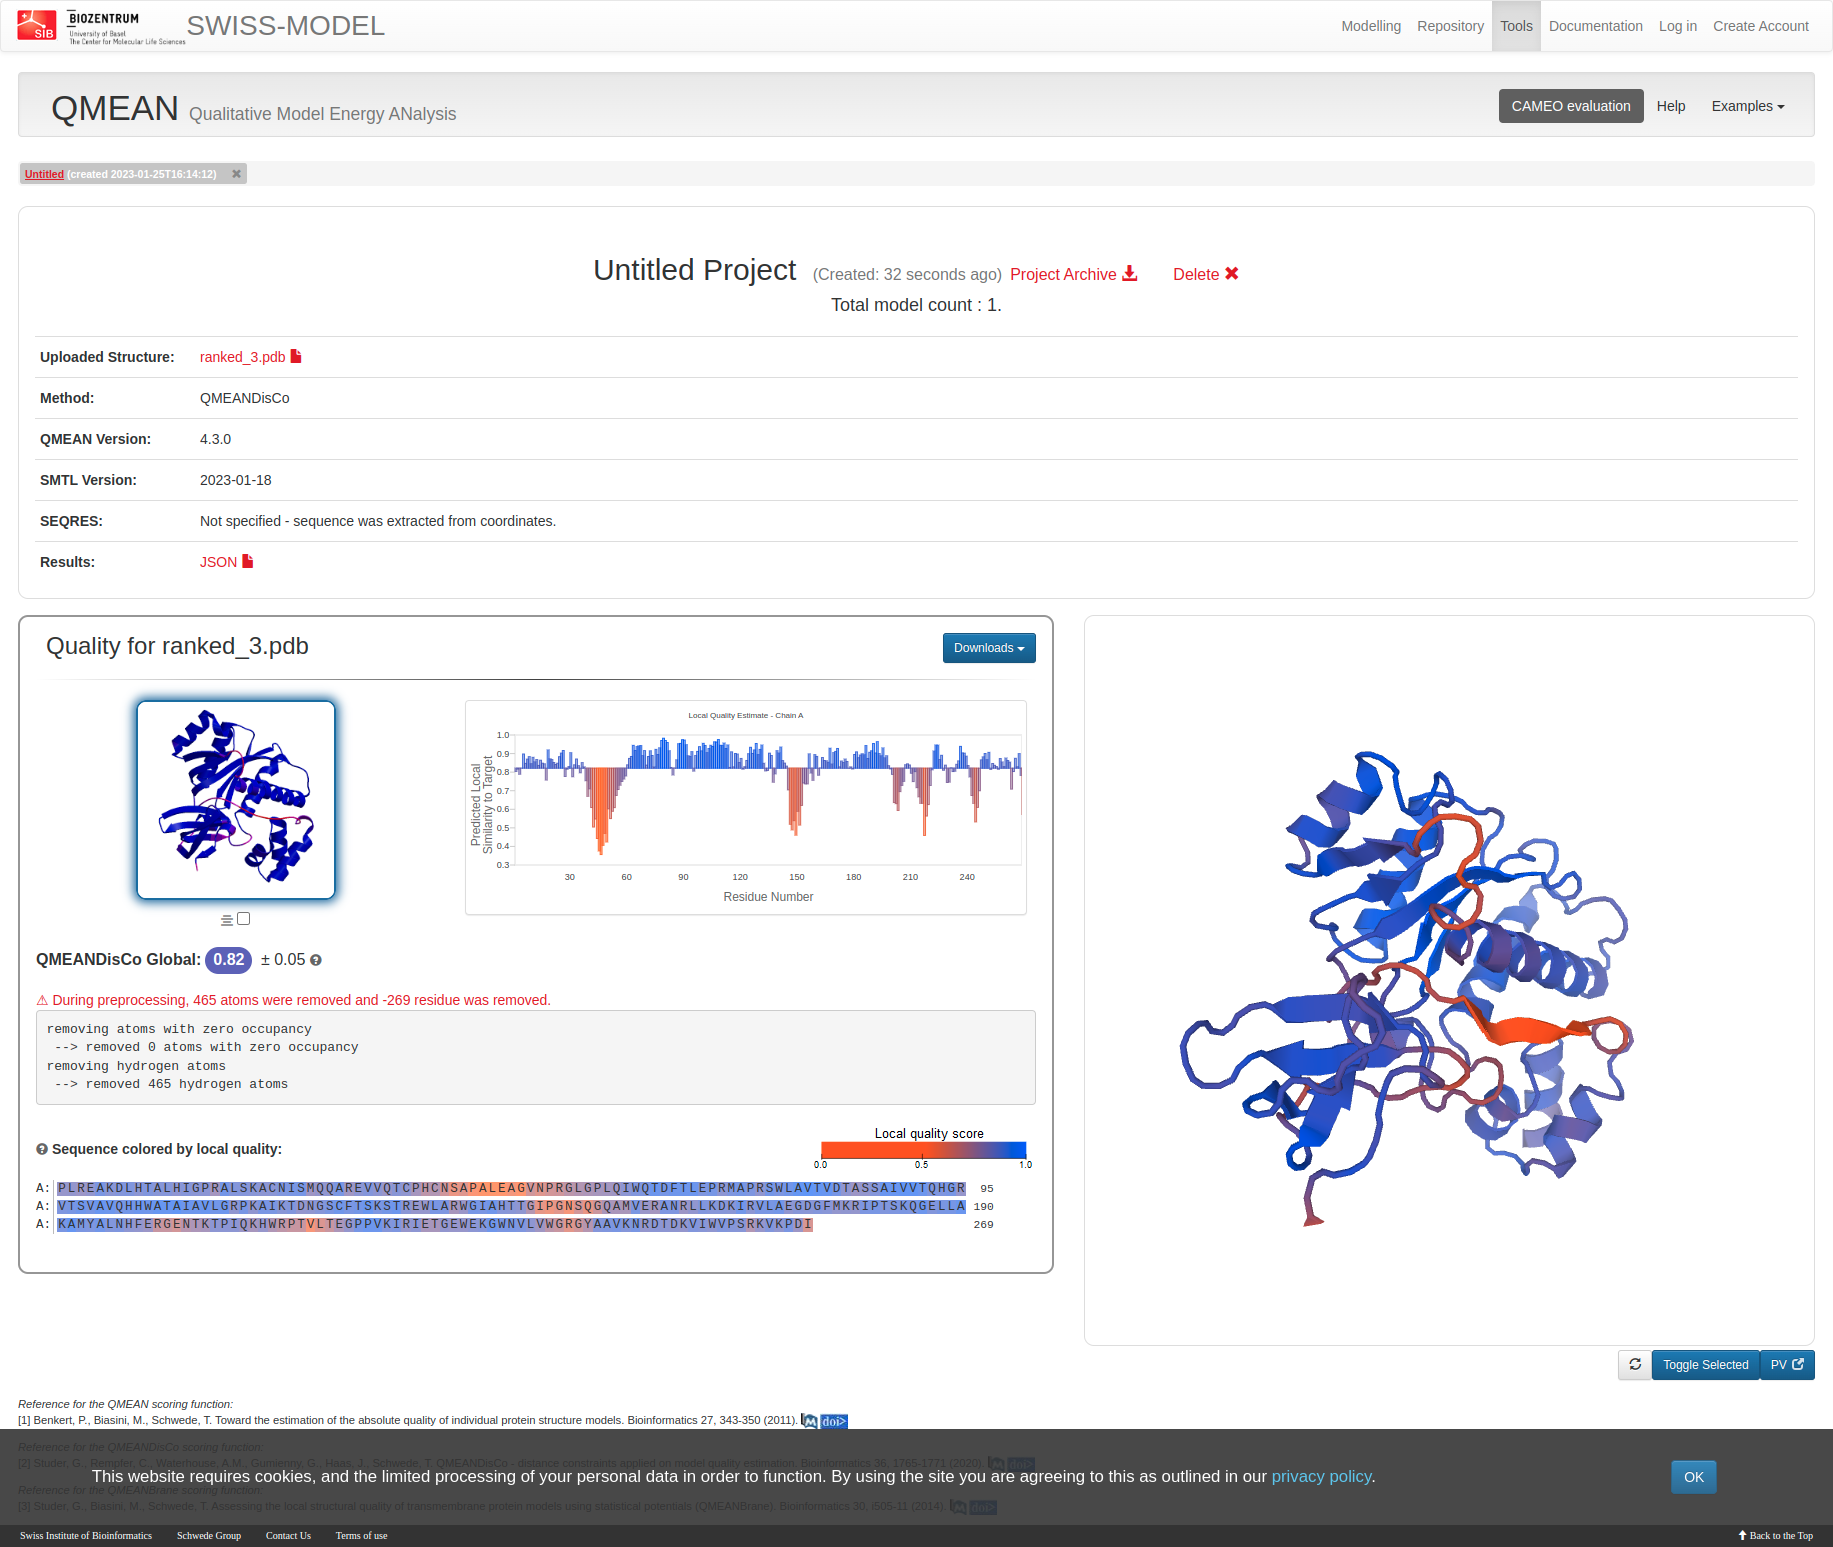 SIB
BIOZENTRUM
University of Basel
The Center for Molecular Life Sciences
SWISS-MODEL
Modelling Repository Tools Documentation Log in Create Account
QMEAN Qualitative Model Energy ANalysis
CAMEO evaluation Help Examples
Untitled (created 2023-01-25T16:14:12)
Untitled Project (Created: 32 seconds ago) Project Archive Delete
Total model count : 1.
Uploaded Structure: ranked_3.pdb
Method: QMEANDisCo
QMEAN Version: 4.3.0
SMTL Version: 2023-01-18
SEQRES: Not specified - sequence was extracted from coordinates.
Results: JSON
Quality for ranked_3.pdb
Downloads
Local Quality Estimate - Chain A
Predicted Local
Similarity to Target
1.0
0.9
0.8
0.7
0.6
0.5
0.4
0.3
30 60 90 120 150 180 210 240
Residue Number
QMEANDisCo Global: 0.82 ± 0.05
During preprocessing, 465 atoms were removed and -269 residue was removed.
removing atoms with zero occupancy
--> removed 0 atoms with zero occupancy
removing hydrogen atoms
--> removed 465 hydrogen atoms
Sequence colored by local quality:
Local quality score
0.0 0.5 1.0
A: PLREAKDLHTALHIGPRALSKACNISMQQAREVVQTCPHCNSAPALEAGVNPRGLGPLQIWQTDFTLEPRMAPRSWLAVTVDTASSAIVVTQHGR 95
A: VTSVAVQHHWATAIAVLGRPKAIKTDNGSCFTSKSTREWLARWGIAHTTGIPGNSQGQAMVERANRLLKDKIRVLAEGDGFMKRIPTSKQGELLA 190
A: KAMYALNHFERGENTKTPIQKHWRPTVLTEGPPVKIRIETGEWEKGWNVLVWGRGYAAVKNRDTDKVIWVPSRKVKPDI 269
Toggle Selected PV
Reference for the QMEAN scoring function:
[1] Benkert, P., Biasini, M., Schwede, T. Toward the estimation of the absolute quality of individual protein structure models. Bioinformatics 27, 343-350 (2011). M doi>
Reference for the QMEANDisCo scoring function:
[2] Studer, G., Rempfer, C., Waterhouse, A.M., Gumienny, G., Haas, J., Schwede, T. QMEANDisCo - distance constraints applied on model quality estimation. Bioinformatics 36, 1765-1771 (2020). M doi>
This website requires cookies, and the limited processing of your personal data in order to function. By using the site you are agreeing to this as outlined in our privacy policy.
OK
Reference for the QMEANBrane scoring function:
[3] Studer, G., Biasini, M., Schwede, T. Assessing the local structural quality of transmembrane protein models using statistical potentials (QMEANBrane). Bioinformatics 30, i505-11 (2014). M doi>
Swiss Institute of Bioinformatics Schwede Group Contact Us Terms of use
Back to the Top